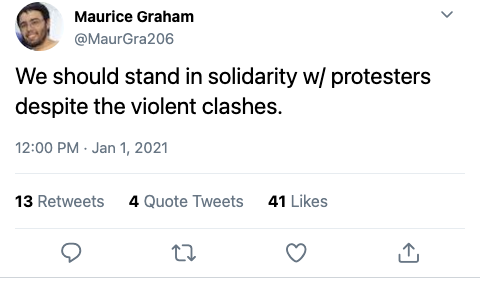 Maurice Graham
@MaurGra206
We should stand in solidarity w/ protesters
despite the violent clashes.
12:00 PM · Jan 1, 2021
13 Retweets 4 Quote Tweets 41 Likes